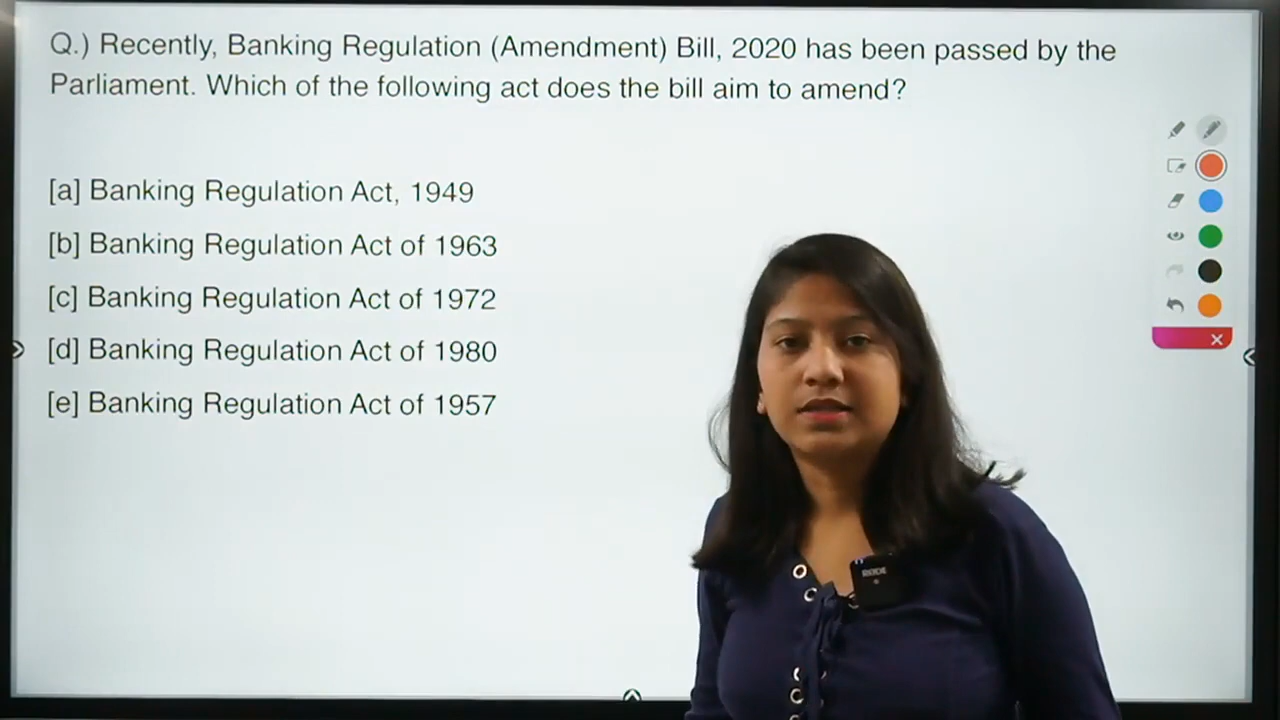 Q.) Recently, Banking Regulation (Amendment) Bill, 2020 has been passed by the
Parliament. Which of the following act does the bill aim to amend?
[a] Banking Regulation Act, 1949
[b] Banking Regulation Act of 1963
[c] Banking Regulation Act of 1972
[d] Banking Regulation Act of 1980
[e] Banking Regulation Act of 1957
RODE